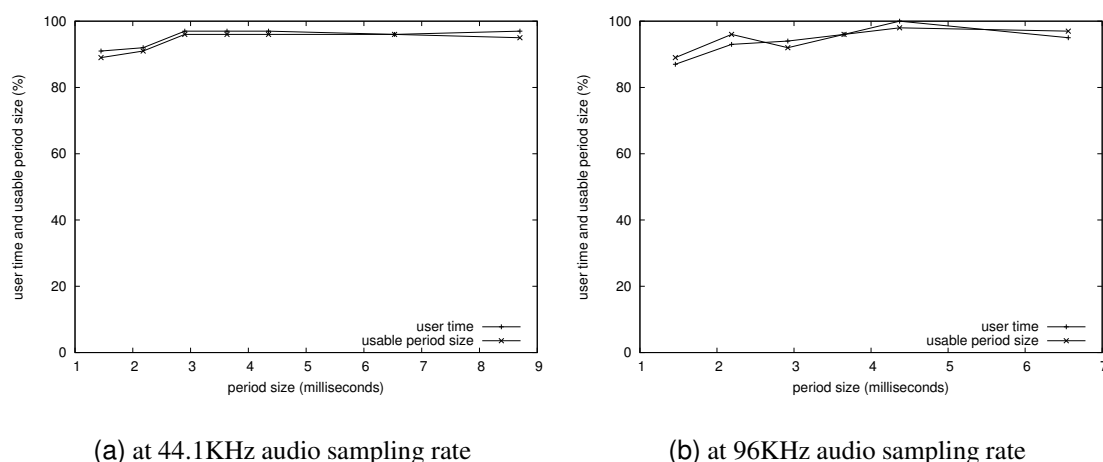 user time and usable period size (%)
100
80
60
40
20
0
user time
usable period size
1 2 3 4 5 6 7 8 9
period size (milliseconds)
(a) at 44.1KHz audio sampling rate
user time and usable period size (%)
100
80
60
40
20
0
user time
usable period size
1 2 3 4 5 6 7
period size (milliseconds)
(b) at 96KHz audio sampling rate